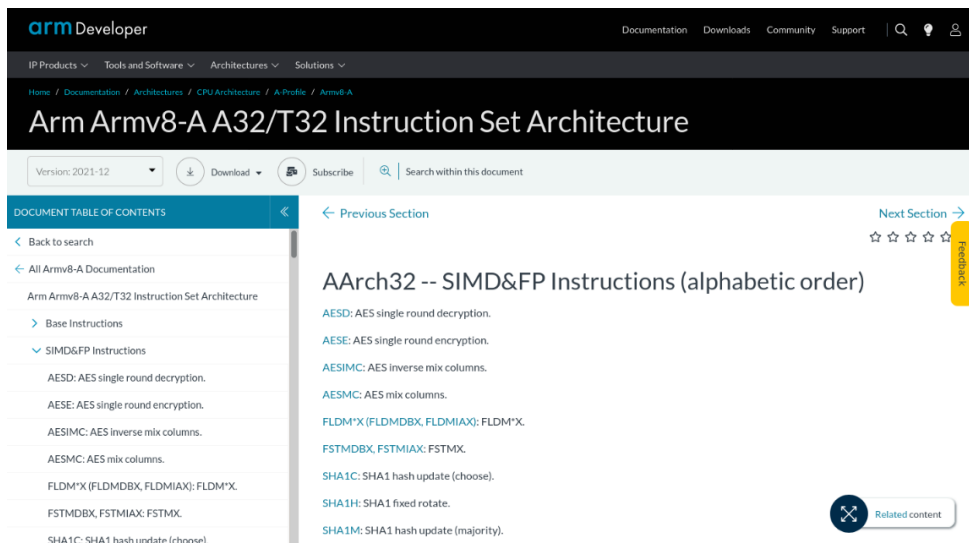 arm Developer
Documentation Downloads Community Support
IP Products Tools and Software Architectures Solutions
Home / Documentation / Architectures / CPU Architecture / A-Profile / Armv8-A
Arm Armv8-A A32/T32 Instruction Set Architecture
Version: 2021-12 Download Subscribe Search within this document
DOCUMENT TABLE OF CONTENTS
Back to search
All Armv8-A Documentation
Arm Armv8-A A32/T32 Instruction Set Architecture
Base Instructions
SIMD&FP Instructions
AESD: AES single round decryption.
AESE: AES single round encryption.
AESIMC: AES inverse mix columns.
AESMC: AES mix columns.
FLDM*X (FLDMDBX, FLDMIAX): FLDM*X.
FSTMDBX, FSTMIAX: FSTMX.
SHA1C: SHA1 hash update (choose).
Previous Section Next Section
Feedback
AArch32 -- SIMD&FP Instructions (alphabetic order)
AESD: AES single round decryption.
AESE: AES single round encryption.
AESIMC: AES inverse mix columns.
AESMC: AES mix columns.
FLDM*X (FLDMDBX, FLDMIAX): FLDM*X.
FSTMDBX, FSTMIAX: FSTMX.
SHA1C: SHA1 hash update (choose).
SHA1H: SHA1 fixed rotate.
SHA1M: SHA1 hash update (majority).
Related content